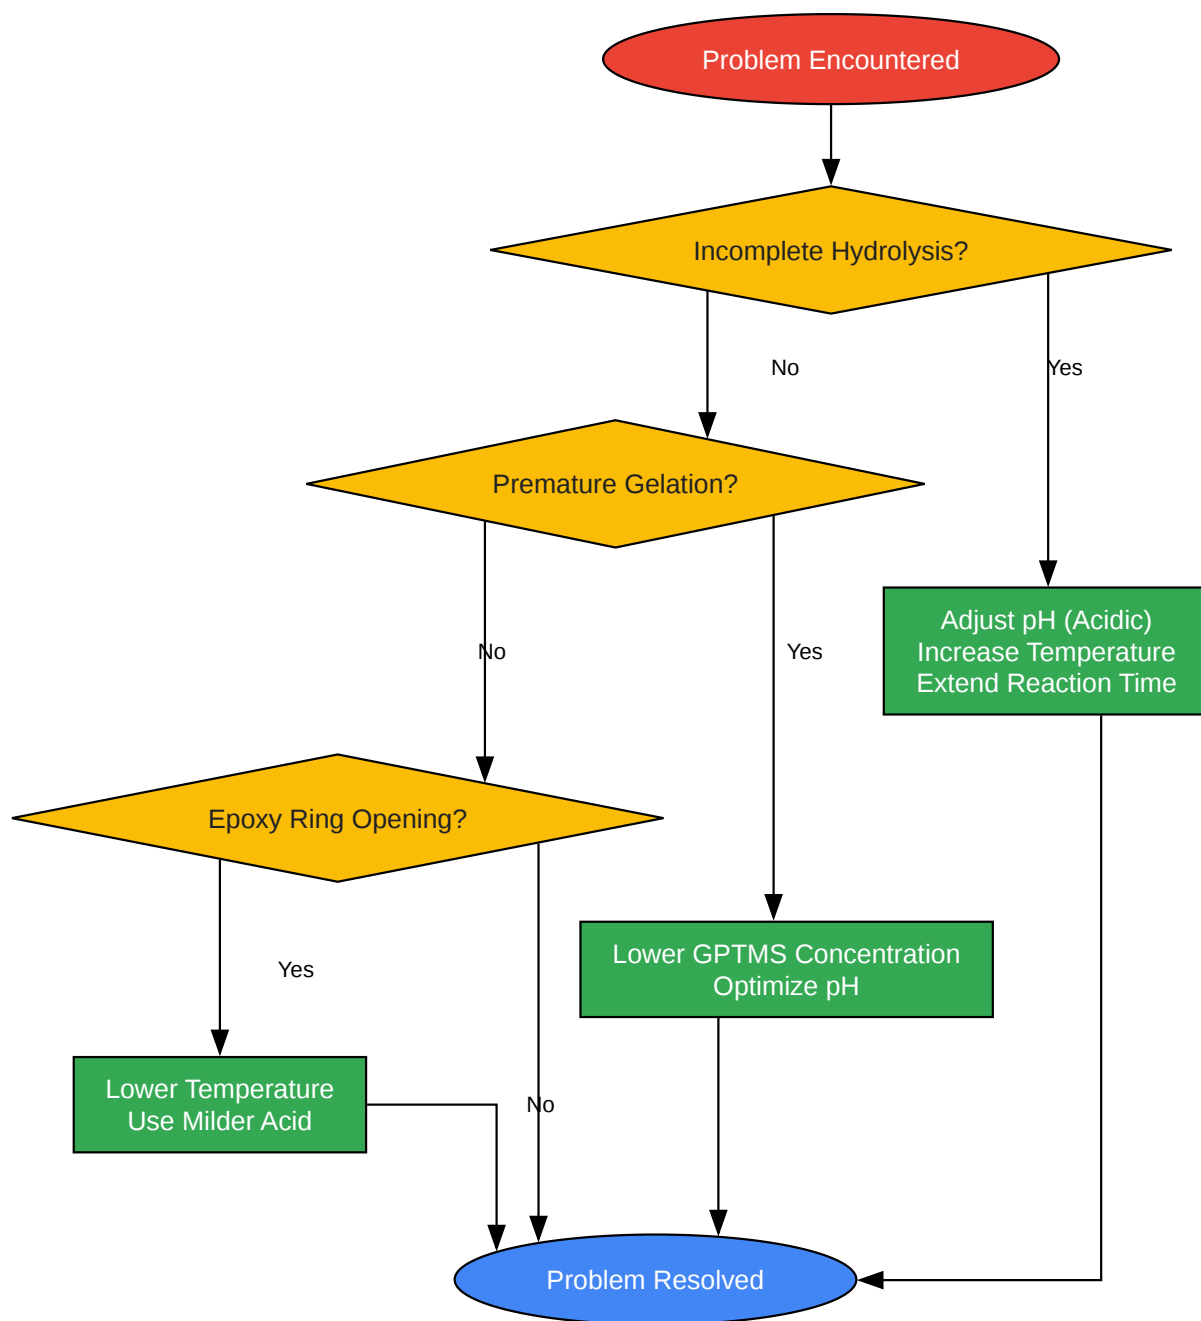 Problem Encountered
Incomplete Hydrolysis?
No
Yes
Premature Gelation?
No
Yes
Adjust pH (Acidic)
Increase Temperature
Extend Reaction Time
Epoxy Ring Opening?
Yes
No
Lower GPTMS Concentration
Optimize pH
Lower Temperature
Use Milder Acid
Problem Resolved